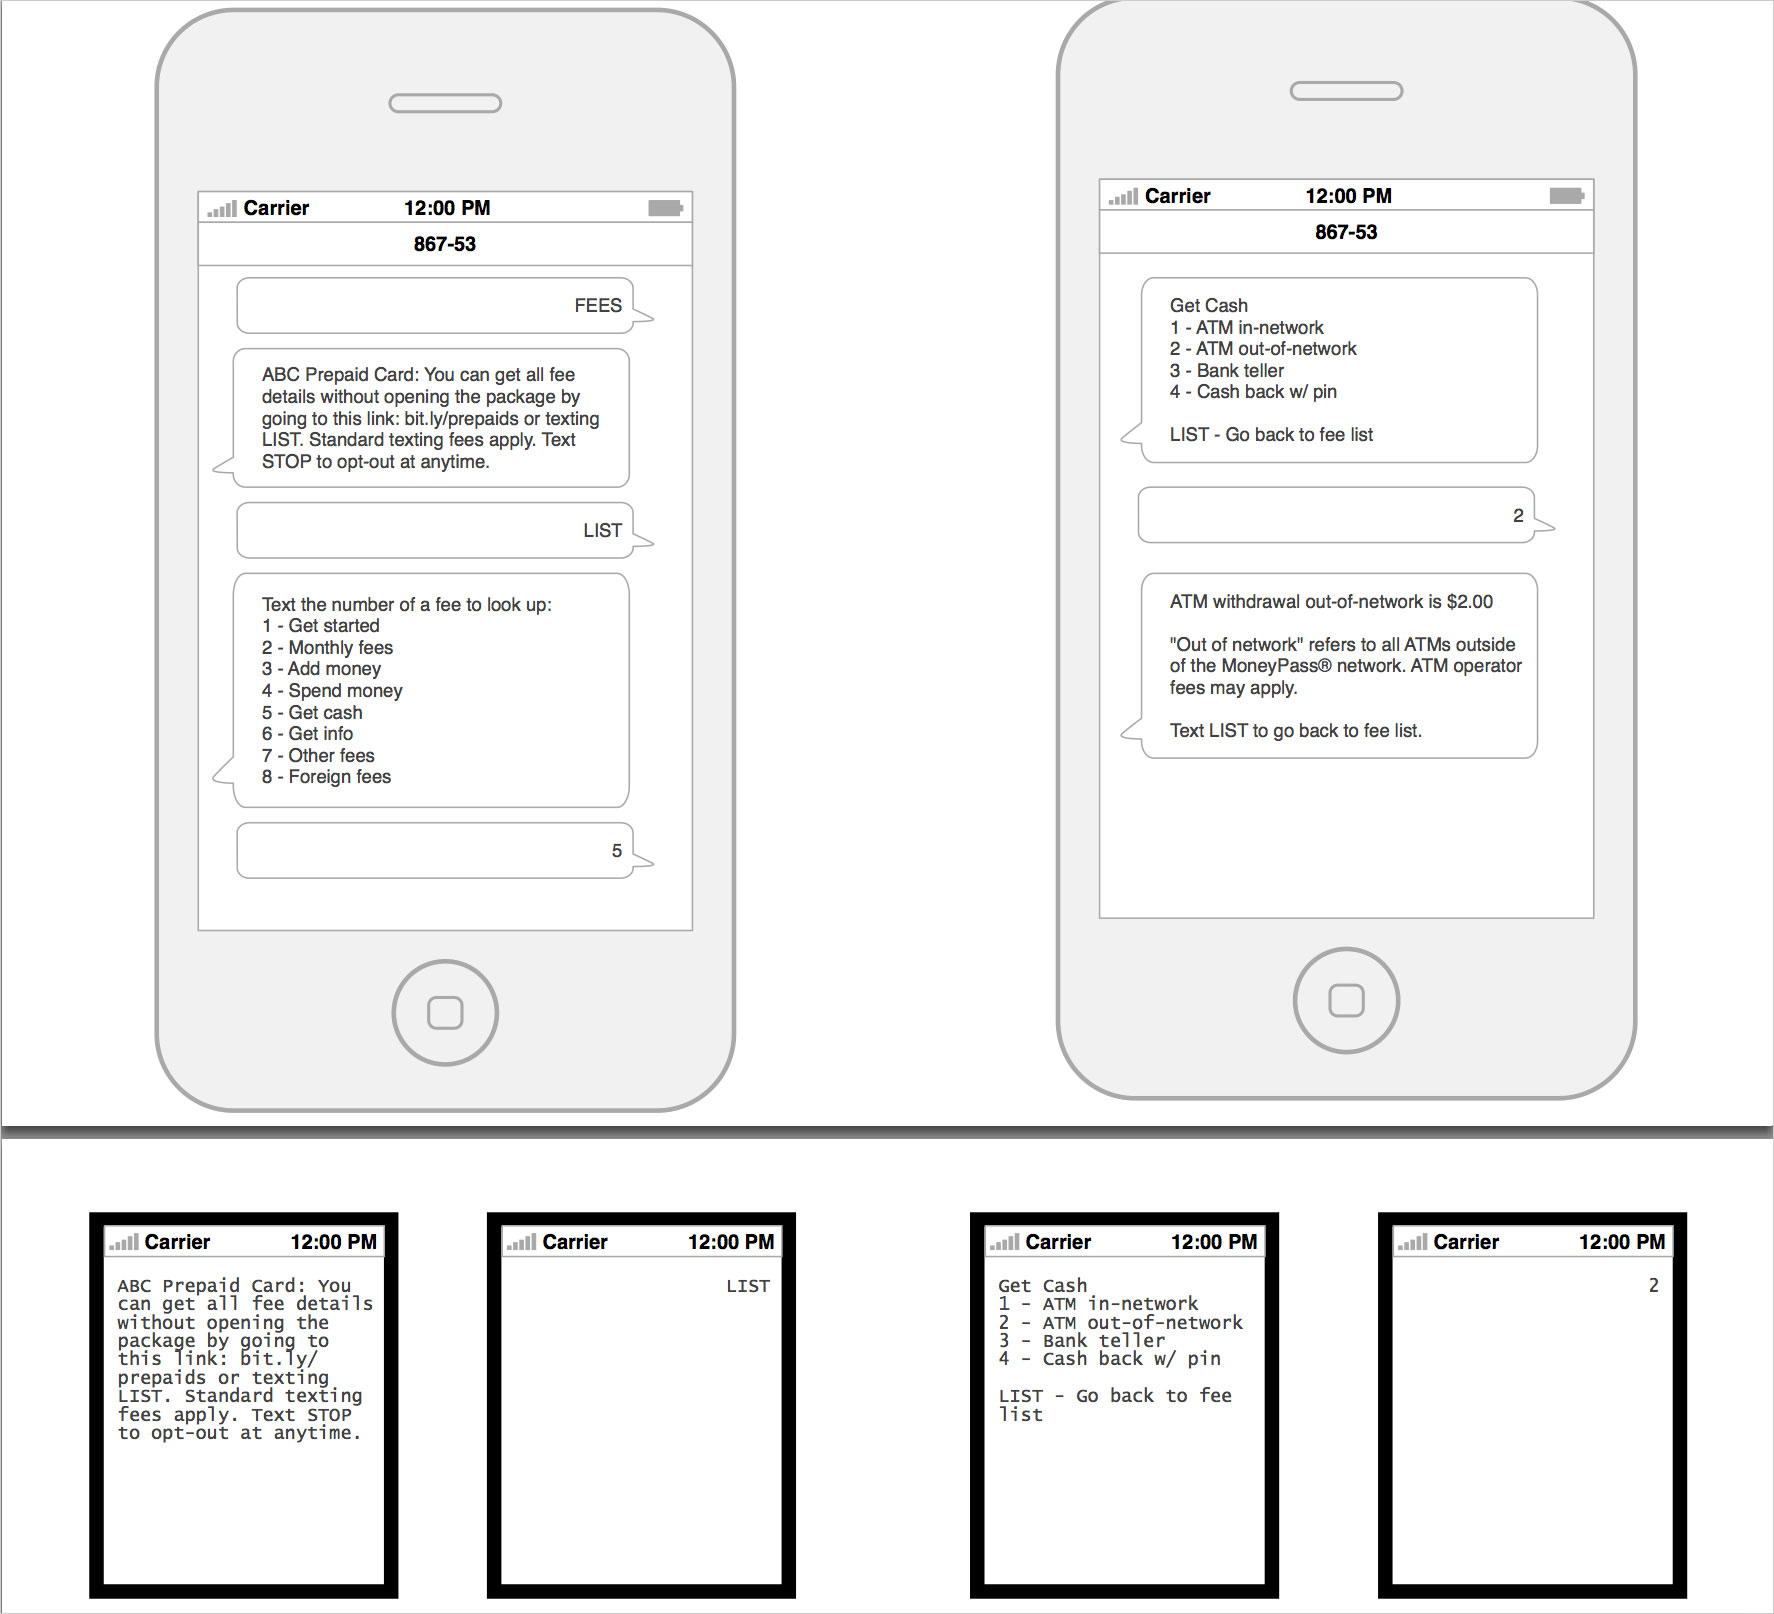 Carrier 12:00 PM
867-53
FEES
ABC Prepaid Card: You can get all fee
details without opening the package by
going to this link: bit.ly/prepaids or texting
LIST. Standard texting fees apply. Text
STOP to opt-out at anytime.
LIST
Text the number of a fee to look up:
1 - Get started
2 - Monthly fees
3 - Add money
4 - Spend money
5 - Get cash
6 - Get info
7 - Other fees
8 - Foreign fees
5
Carrier 12:00 PM
867-53
Get Cash
1 - ATM in-network
2 - ATM out-of-network
3 - Bank teller
4 - Cash back w/ pin
LIST - Go back to fee list
2
ATM withdrawal out-of-network is $2.00
"Out of network" refers to all ATMs outside
of the MoneyPass® network. ATM operator
fees may apply.
Text LIST to go back to fee list.
Carrier 12:00 PM
ABC Prepaid Card: You
can get all fee details
without opening the
package by going to
this link: bit.ly/
prepaids or texting
LIST. Standard texting
fees apply. Text STOP
to opt-out at anytime.
Carrier 12:00 PM
LIST
Carrier 12:00 PM
Get Cash
1 - ATM in-network
2 - ATM out-of-network
3 - Bank teller
4 - Cash back w/ pin
LIST - Go back to fee
list
Carrier 12:00 PM
2